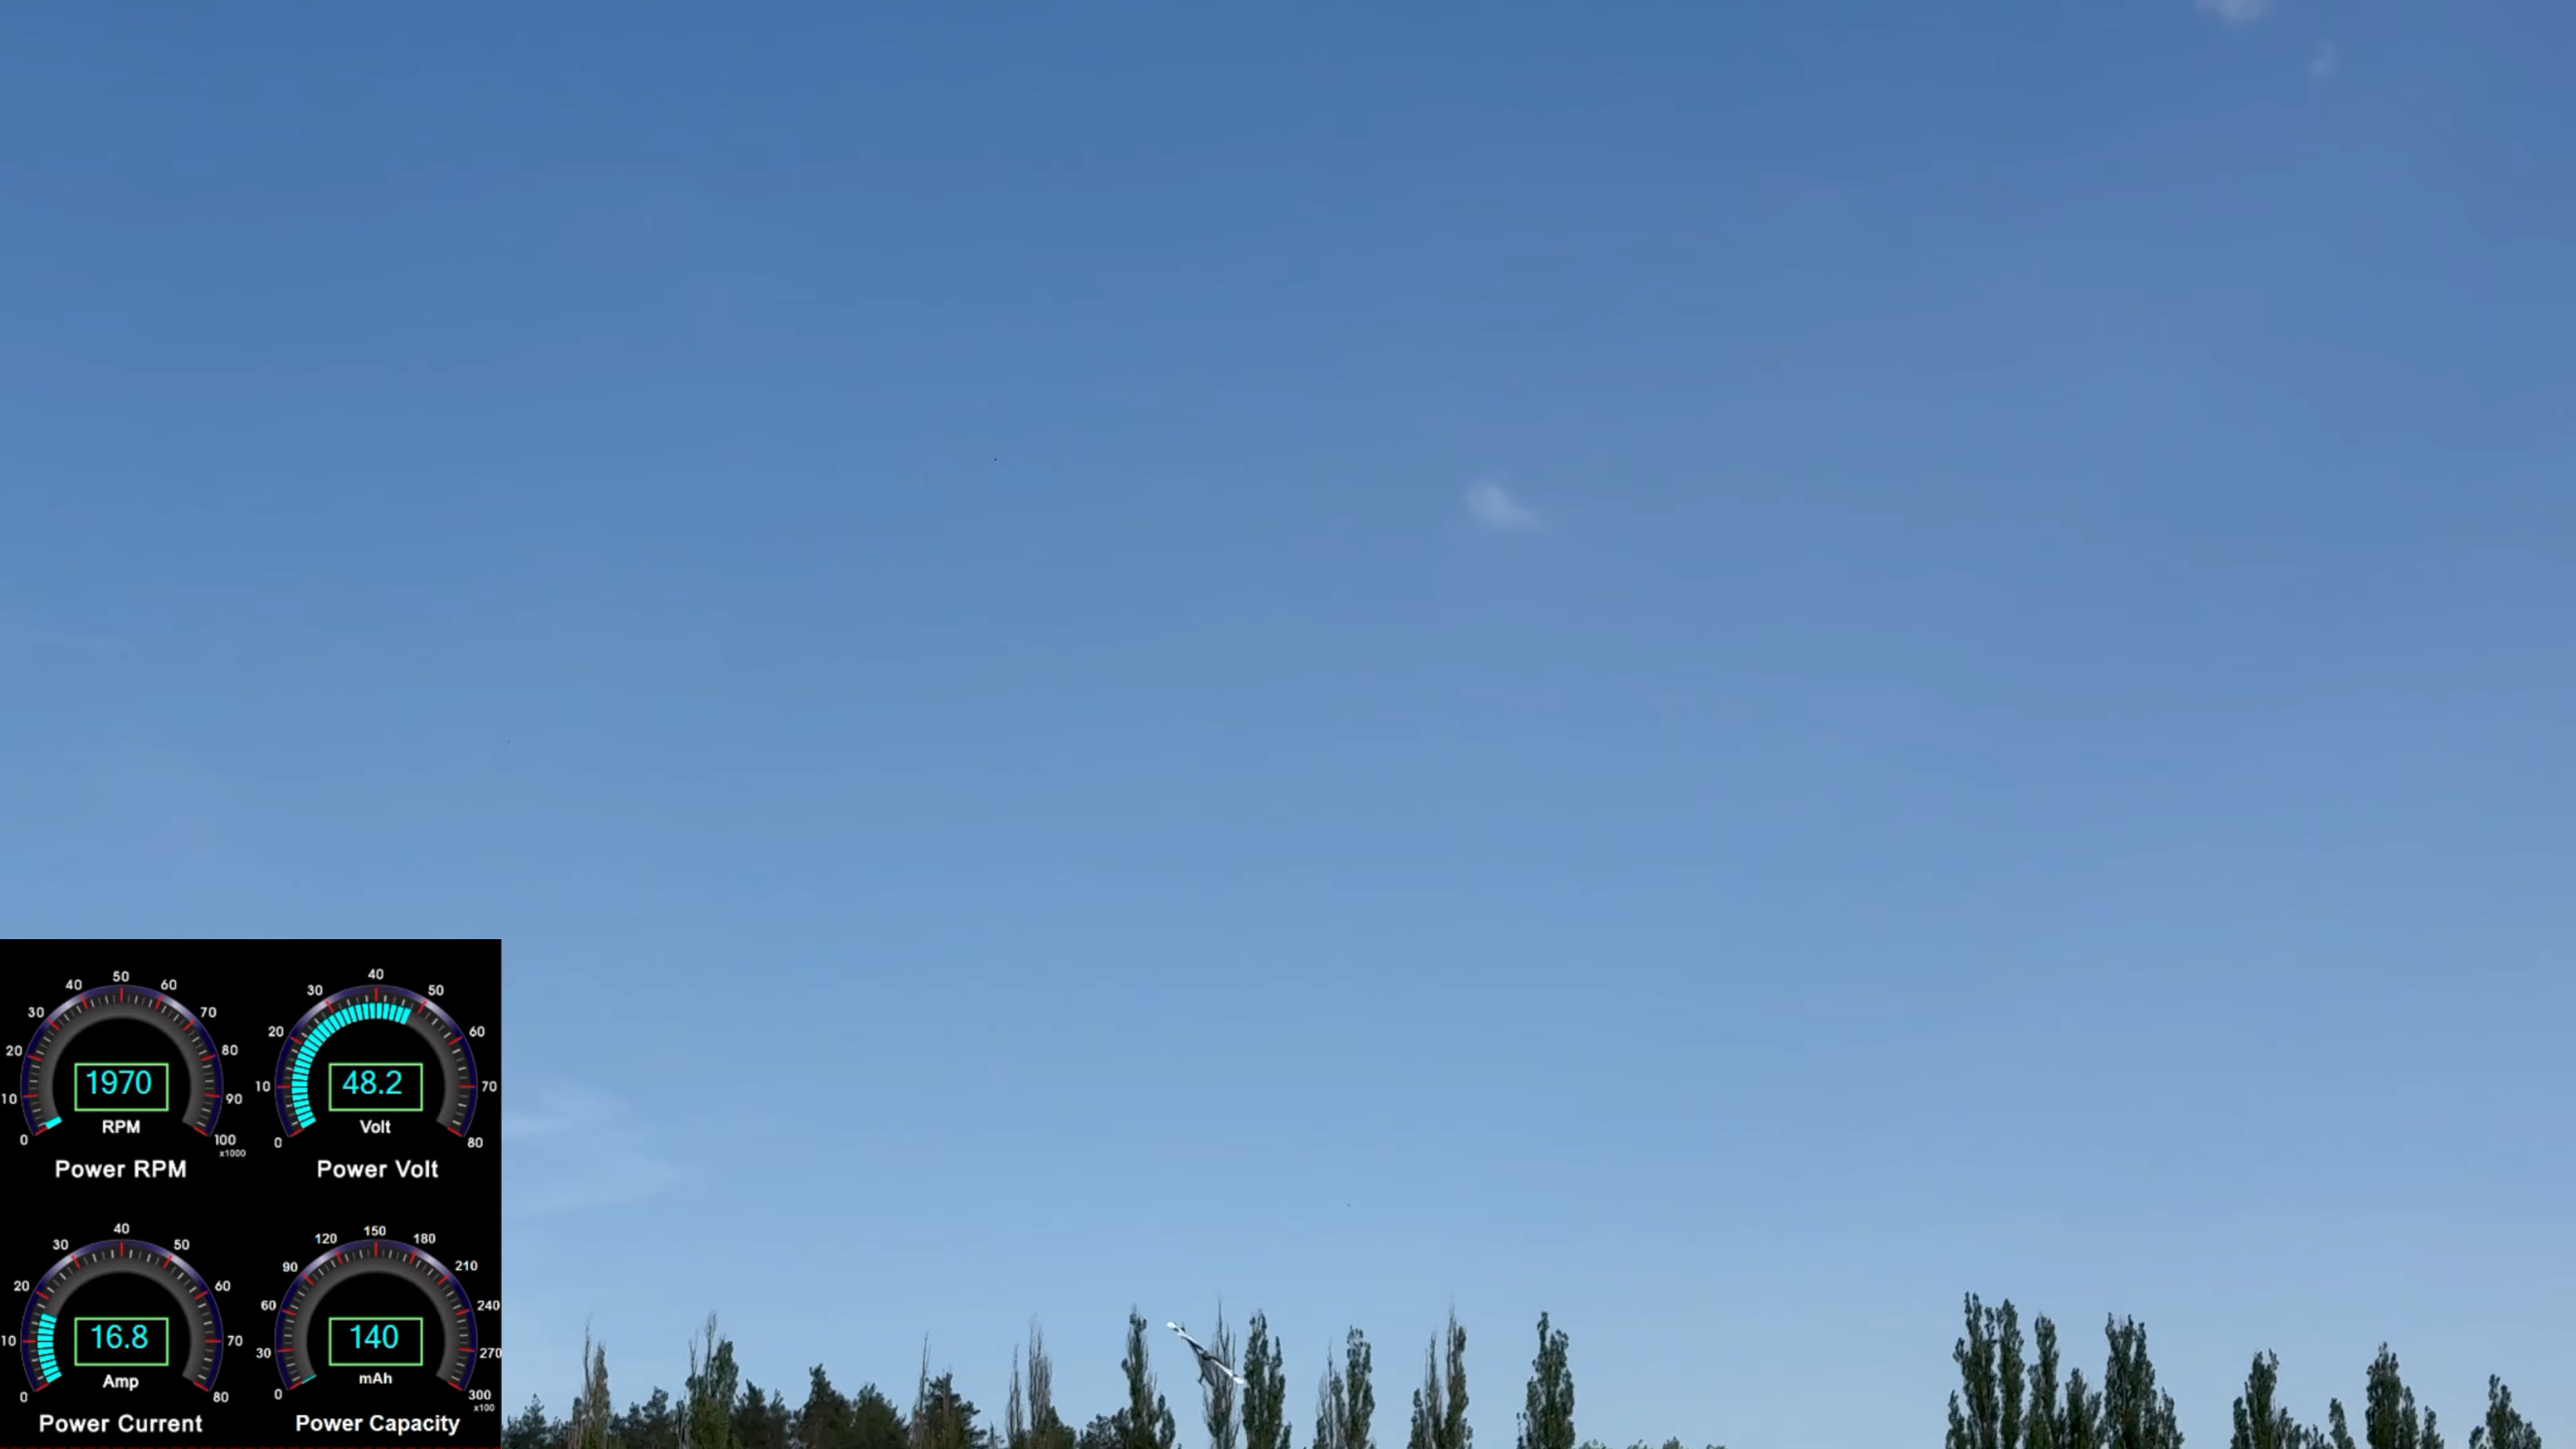 40 50 60
30 70
20 80
10 90
0 100
x1000
1970
RPM
Power RPM
40
30 50
20 60
10 70
0 80
48.2
Volt
Power Volt
40
30 50
20 60
10 70
0 80
16.8
Amp
Power Current
150
120 180
90 210
60 240
30 270
0 300
x100
140
mAh
Power Capacity